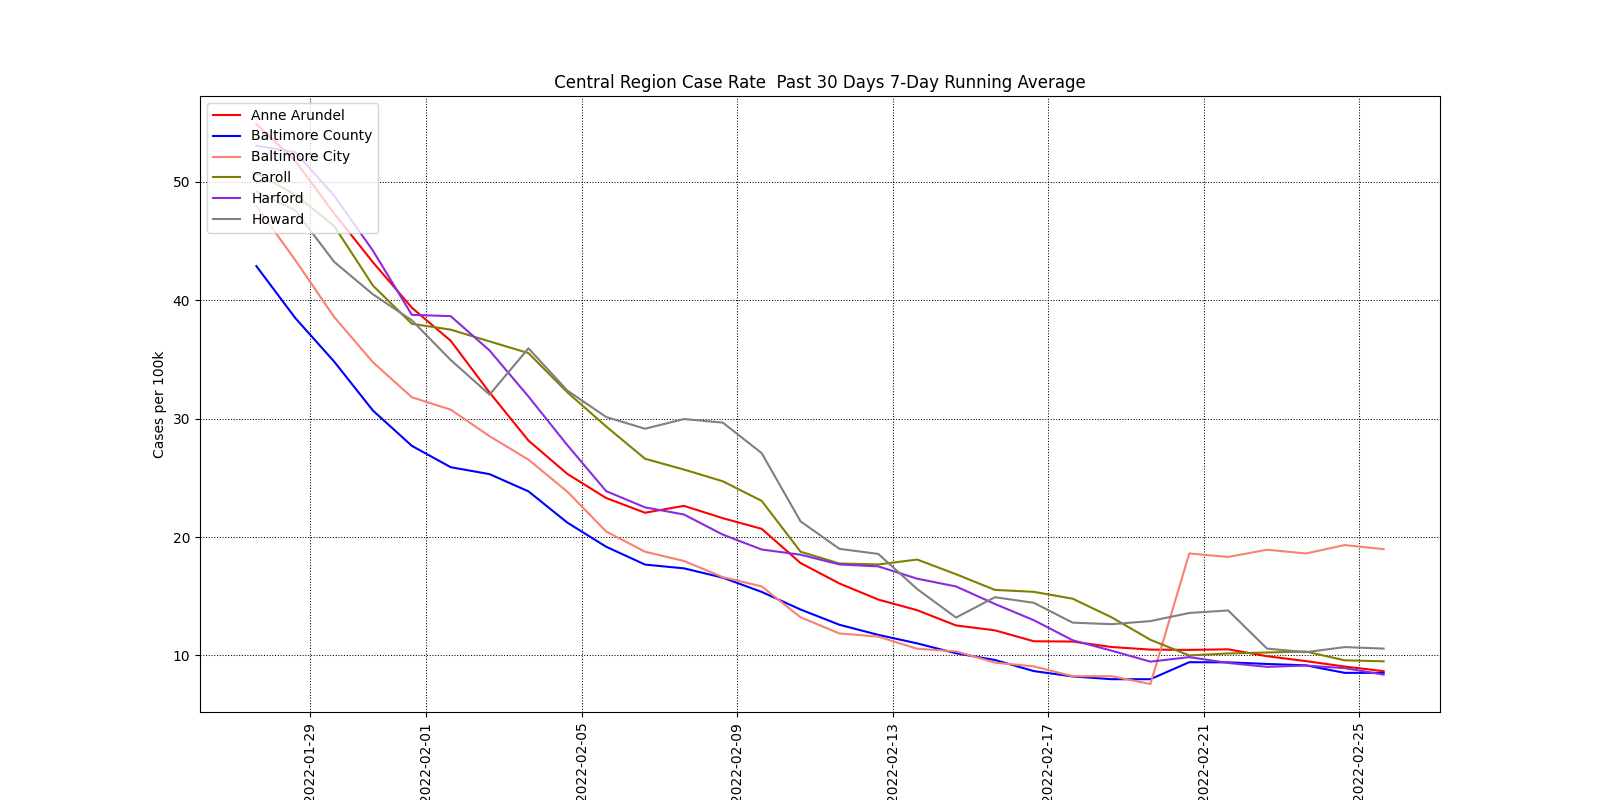 Central Region Case Rate  Past 30 Days 7-Day Running Average
Anne Arundel
Baltimore County
Baltimore City
Caroll
Harford
Howard
Cases per 100k
50
40
30
20
10
2022-01-29
2022-02-01
2022-02-05
2022-02-09
2022-02-13
2022-02-17
2022-02-21
2022-02-25